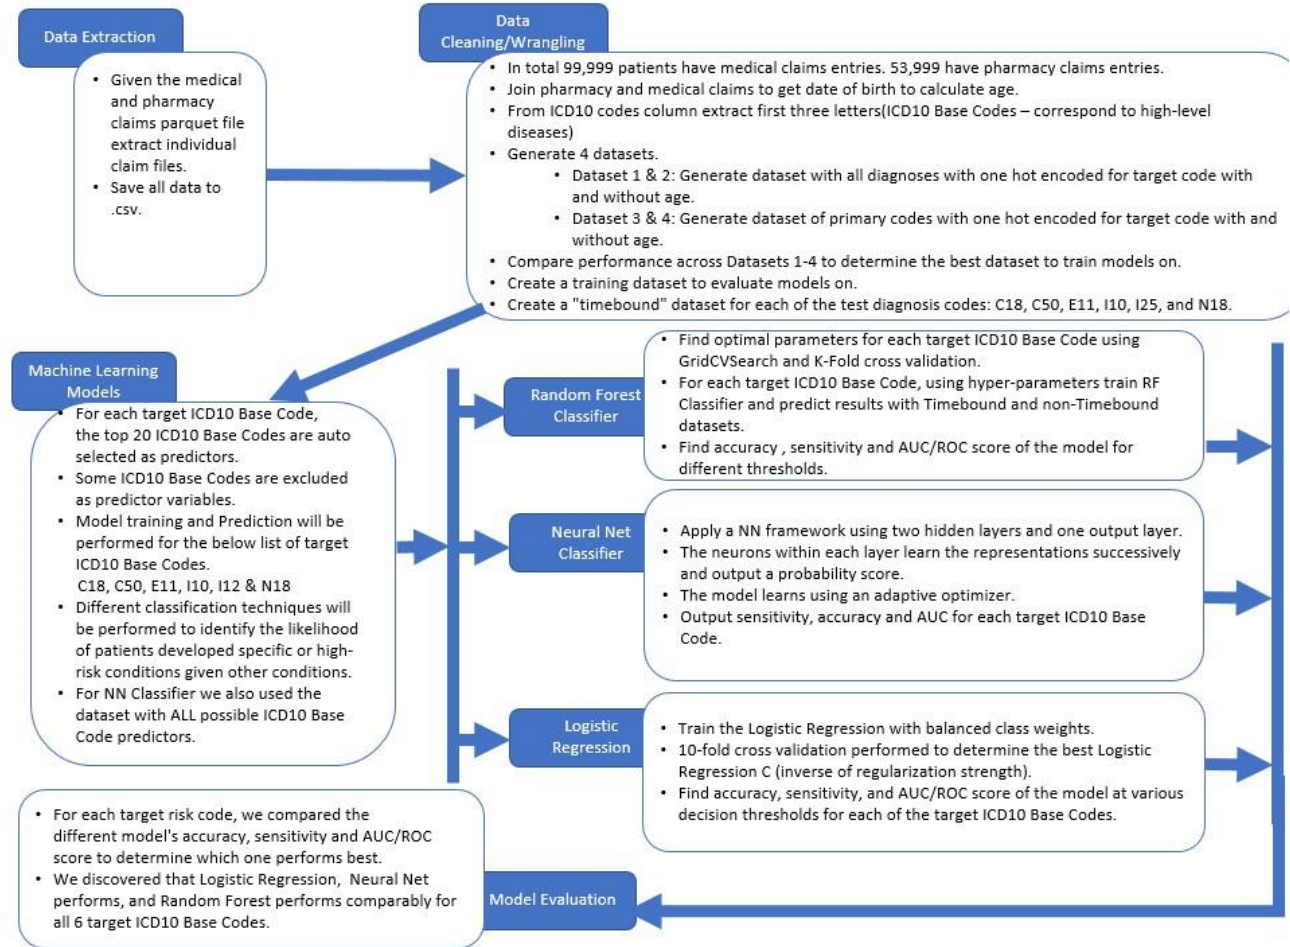 Data Extraction
• Given the medical
and pharmacy
claims parquet file
extract individual
claim files.
• Save all data to
.csv.
Data
Cleaning/Wrangling
• In total 99,999 patients have medical claims entries. 53,999 have pharmacy claims entries.
• Join pharmacy and medical claims to get date of birth to calculate age.
• From ICD10 codes column extract first three letters(ICD10 Base Codes – correspond to high-level
diseases)
• Generate 4 datasets.
• Dataset 1 & 2: Generate dataset with all diagnoses with one hot encoded for target code with
and without age.
• Dataset 3 & 4: Generate dataset of primary codes with one hot encoded for target code with and
without age.
• Compare performance across Datasets 1-4 to determine the best dataset to train models on.
• Create a training dataset to evaluate models on.
• Create a "timebound" dataset for each of the test diagnosis codes: C18, C50, E11, I10, I25, and N18.
Machine Learning
Models
• For each target ICD10 Base Code,
the top 20 ICD10 Base Codes are auto
selected as predictors.
• Some ICD10 Base Codes are excluded
as predictor variables.
• Model training and Prediction will be
performed for the below list of target
ICD10 Base Codes.
C18, C50, E11, I10, I12 & N18
• Different classification techniques will
be performed to identify the likelihood
of patients developed specific or high-
risk conditions given other conditions.
• For NN Classifier we also used the
dataset with ALL possible ICD10 Base
Code predictors.
Random Forest
Classifier
• Find optimal parameters for each target ICD10 Base Code using
GridCVSearch and K-Fold cross validation.
• For each target ICD10 Base Code, using hyper-parameters train RF
Classifier and predict results with Timebound and non-Timebound
datasets.
• Find accuracy , sensitivity and AUC/ROC score of the model for
different thresholds.
Neural Net
Classifier
• Apply a NN framework using two hidden layers and one output layer.
• The neurons within each layer learn the representations successively
and output a probability score.
• The model learns using an adaptive optimizer.
• Output sensitivity, accuracy and AUC for each target ICD10 Base
Code.
Logistic
Regression
• Train the Logistic Regression with balanced class weights.
• 10-fold cross validation performed to determine the best Logistic
Regression C (inverse of regularization strength).
• Find accuracy, sensitivity, and AUC/ROC score of the model at various
decision thresholds for each of the target ICD10 Base Codes.
• For each target risk code, we compared the
different model's accuracy, sensitivity and AUC/ROC
score to determine which one performs best.
• We discovered that Logistic Regression, Neural Net
performs, and Random Forest performs comparably for
all 6 target ICD10 Base Codes.
Model Evaluation